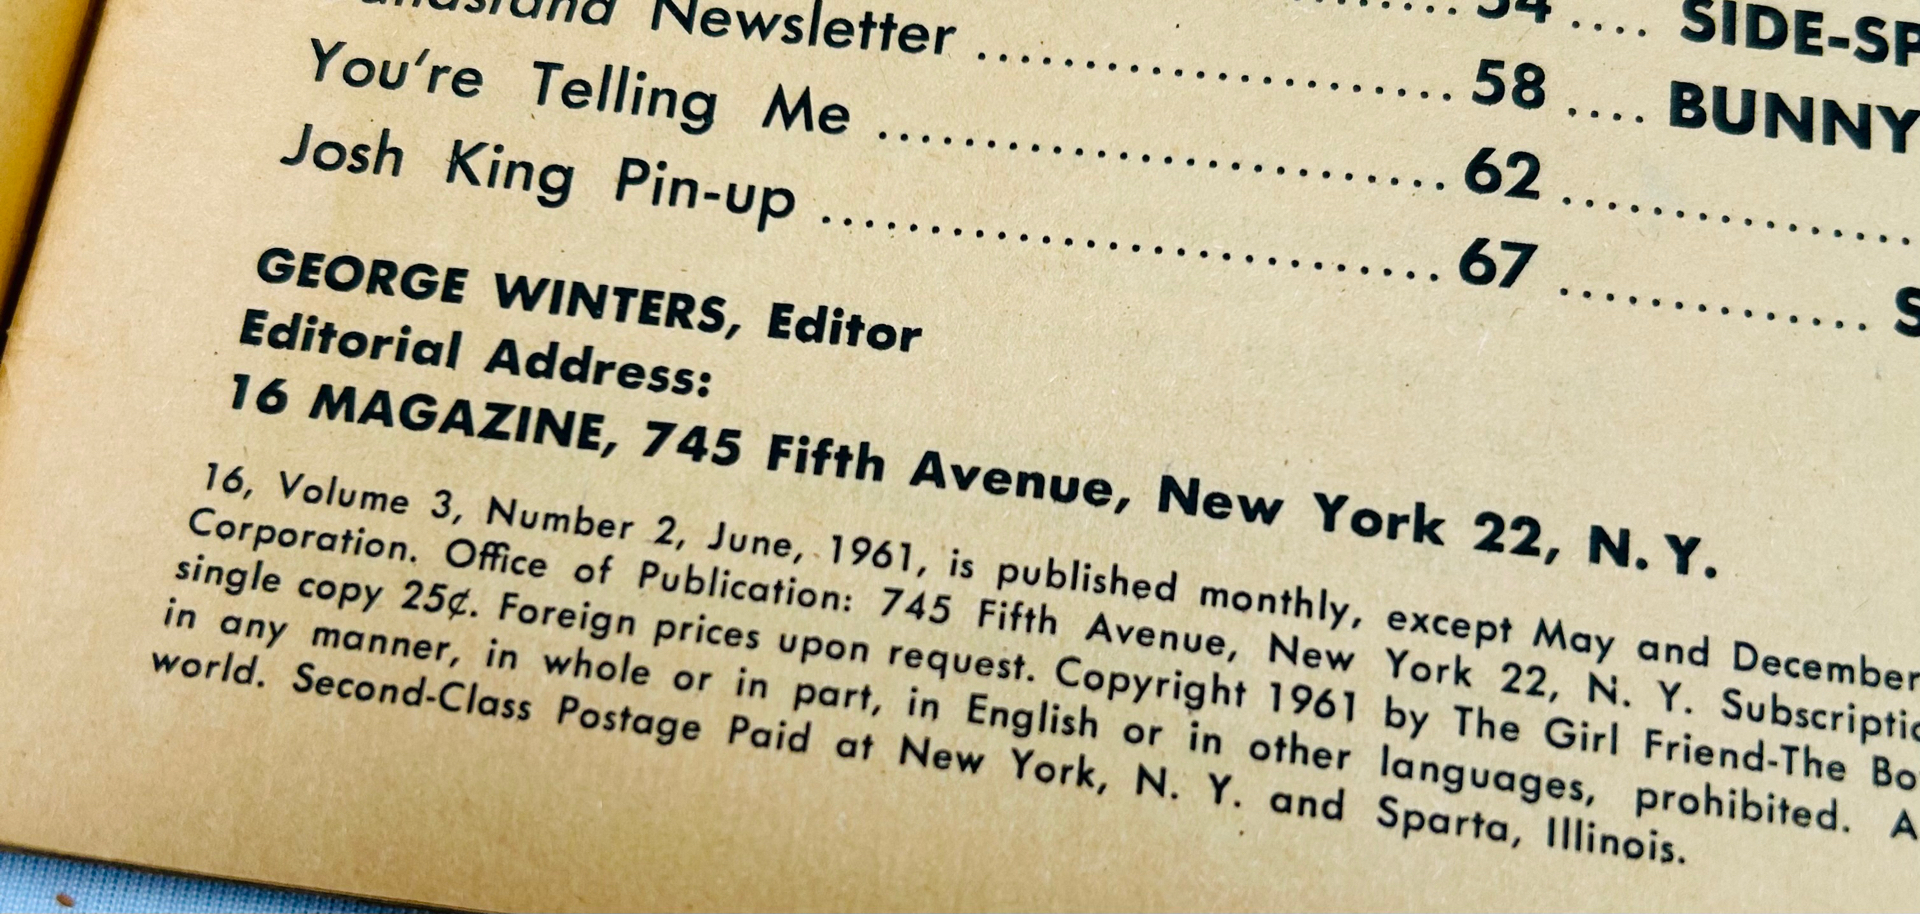 Newsletter .................... 58 .... BUNNY
You're Telling Me .................... 62 ....................
Josh King Pin-up .................... 67 ....................
54 .... SIDE-SP
GEORGE WINTERS, Editor
Editorial Address:
16 MAGAZINE, 745 Fifth Avenue, New York 22, N.Y.
16, Volume 3, Number 2, June, 1961, is published monthly, except May and December
Corporation. Office of Publication: 745 Fifth Avenue, New York 22, N. Y. Subscriptio
single copy 25¢. Foreign prices upon request. Copyright 1961 by The Girl Friend-The Bo
in any manner, in whole or in part, in English or in other languages, prohibited. A
world. Second-Class Postage Paid at New York, N. Y. and Sparta, Illinois.